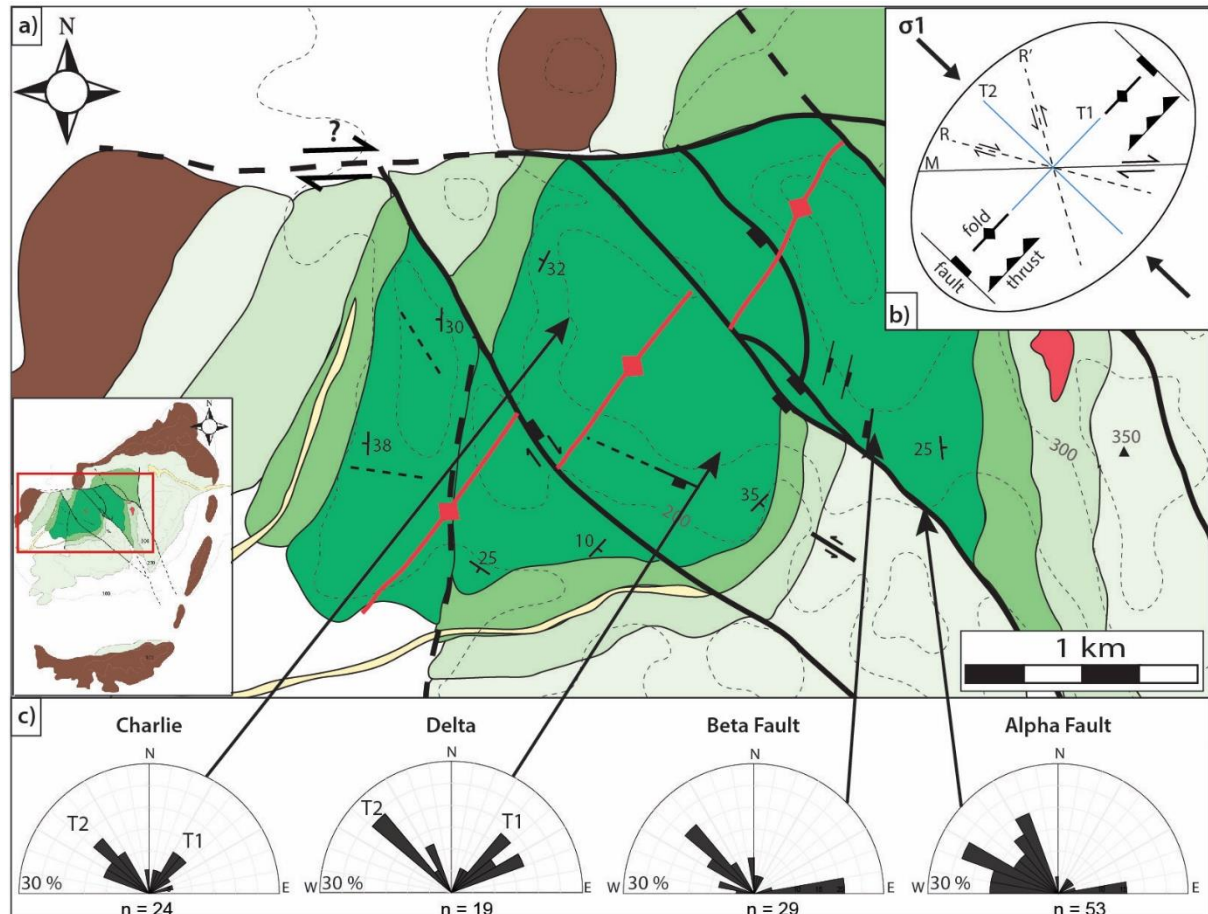 a)
N
?
32
30
38
25
10
35
25
200
300
350
1 km
N
σ1
R'
T2
T1
R
M
fold
fault
thrust
b)
c)
Charlie
Delta
Beta Fault
Alpha Fault
N
N
N
N
T2
T1
T2
T1
30 %
E
W
30 %
E
W
30 %
E
W
30 %
E
n = 24
n = 19
n = 29
n = 53